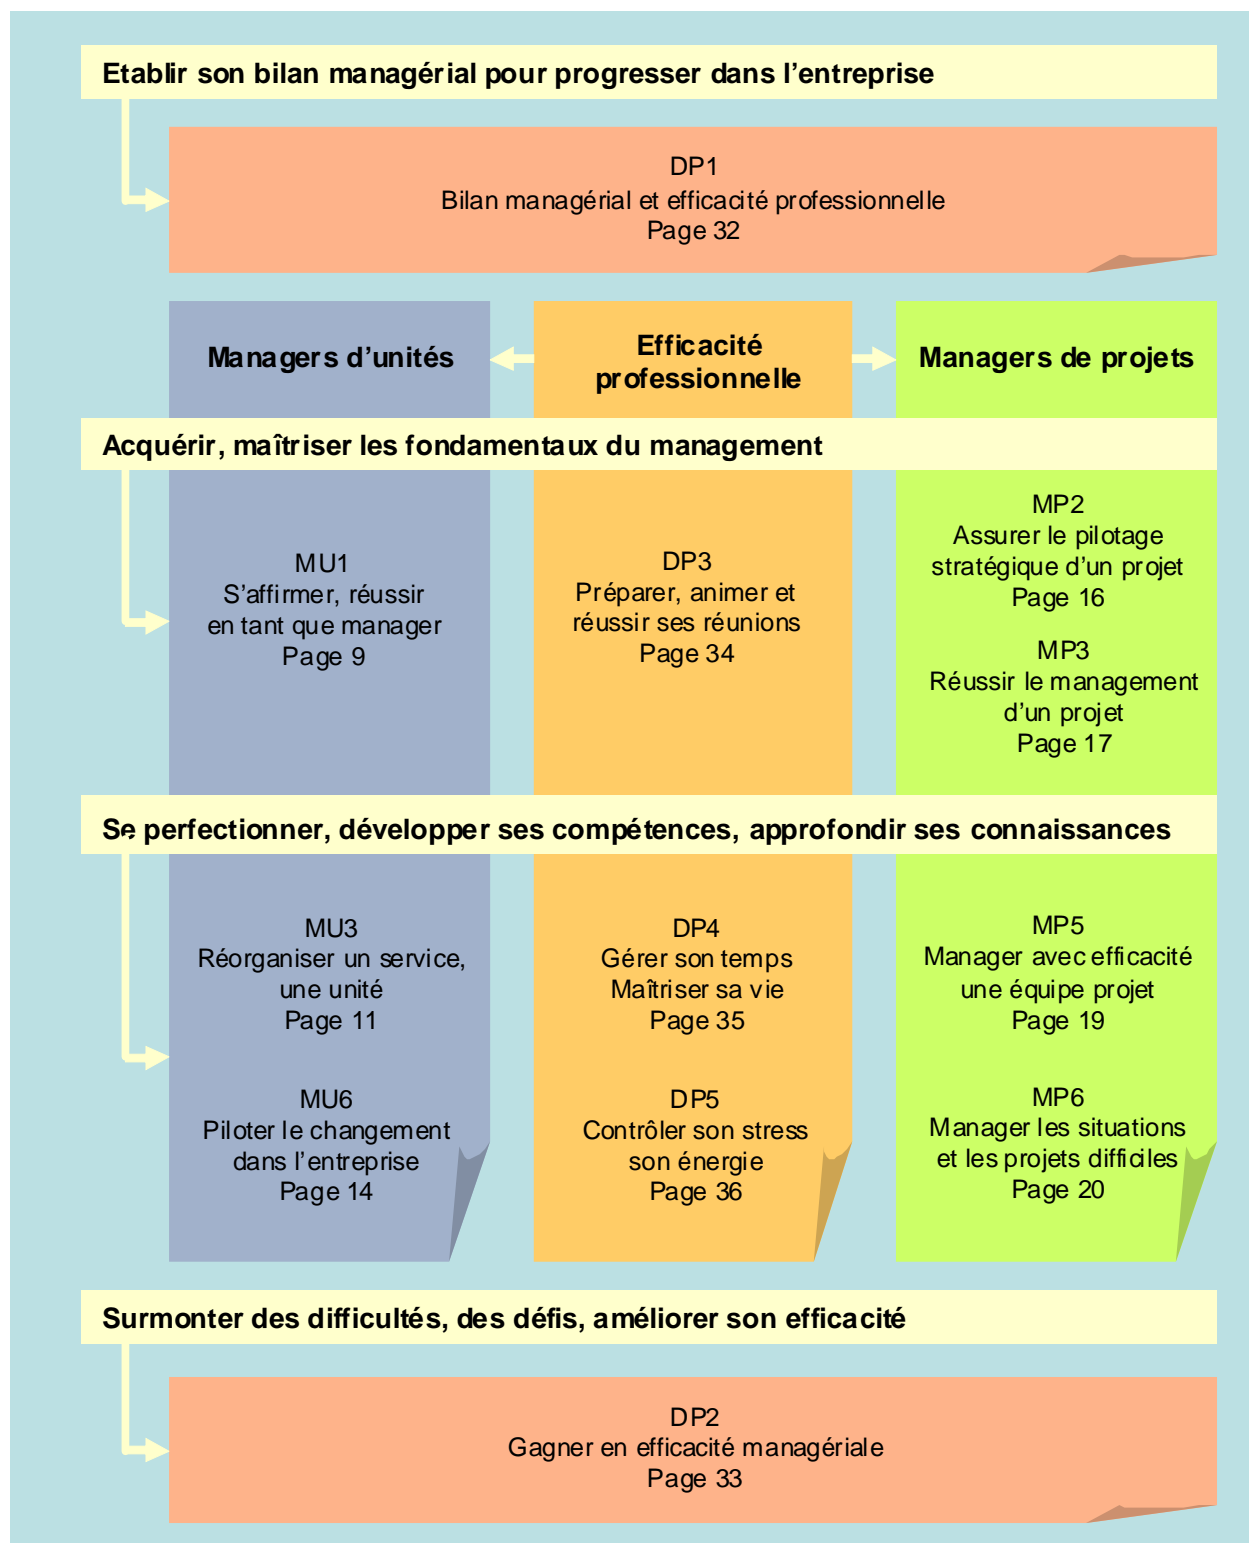 Etablir son bilan managérial pour progresser dans l’entreprise
DP1
Bilan managérial et efficacité professionnelle
Page 32
Managers d’unités
Efficacité
professionnelle
Managers de projets
Acquérir, maîtriser les fondamentaux du management
MU1
S’affirmer, réussir
en tant que manager
Page 9
DP3
Préparer, animer et
réussir ses réunions
Page 34
MP2
Assurer le pilotage
stratégique d’un projet
Page 16
MP3
Réussir le management
d’un projet
Page 17
Se perfectionner, développer ses compétences, approfondir ses connaissances
MU3
Réorganiser un service,
une unité
Page 11
MU6
Piloter le changement
dans l’entreprise
Page 14
DP4
Gérer son temps
Maîtriser sa vie
Page 35
DP5
Contrôler son stress
son énergie
Page 36
MP5
Manager avec efficacité
une équipe projet
Page 19
MP6
Manager les situations
et les projets difficiles
Page 20
Surmonter des difficultés, des défis, améliorer son efficacité
DP2
Gagner en efficacité managériale
Page 33